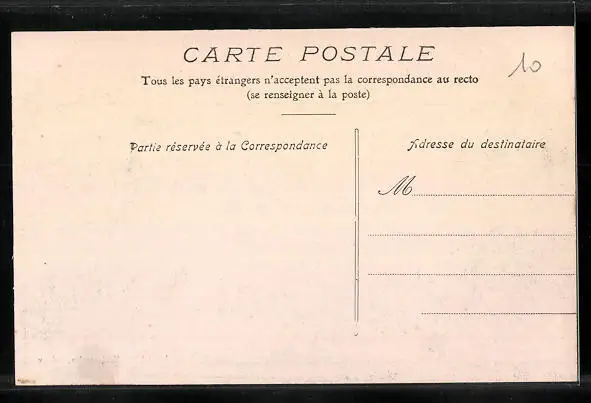 CARTE POSTALE
10
Tous les pays étrangers n'acceptent pas la correspondance au recto
(se renseigner à la poste)
Partie réservée à la Correspondance
Adresse du destinataire
M